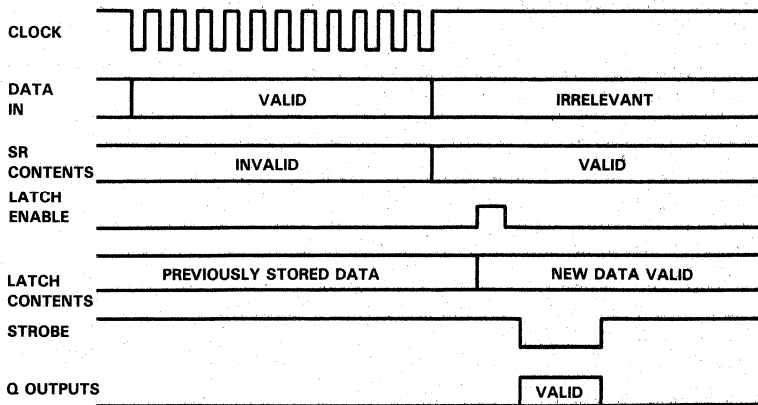 CLOCK
DATA
IN
VALID
IRRELEVANT
SR
CONTENTS
INVALID
VALID
LATCH
ENABLE
LATCH
CONTENTS
PREVIOUSLY STORED DATA
NEW DATA VALID
STROBE
Q OUTPUTS
VALID